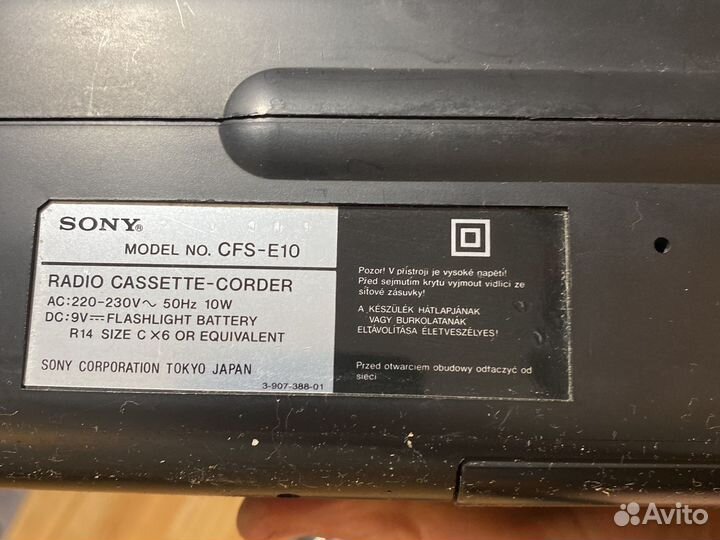 SONY®
MODEL NO. CFS-E10
RADIO CASSETTE-CORDER
AC:220-230V~ 50Hz 10W
DC:9V⎓FLASHLIGHT BATTERY
R14 SIZE C X6 OR EQUIVALENT
SONY CORPORATION TOKYO JAPAN
3-907-388-01
Pozor! V přístroji je vysoké napětí!
Před sejmutím krytu vyjmout vidlici ze
síťové zásuvky!
A KÉSZÜLÉK HÁTLAPJÁNAK
VAGY BURKOLATANÁK
ELTÁVOLÍTÁSA ÉLETVESZÉLYES!
Przed otwarciem obudowy odłączyć od
sieci
Avito